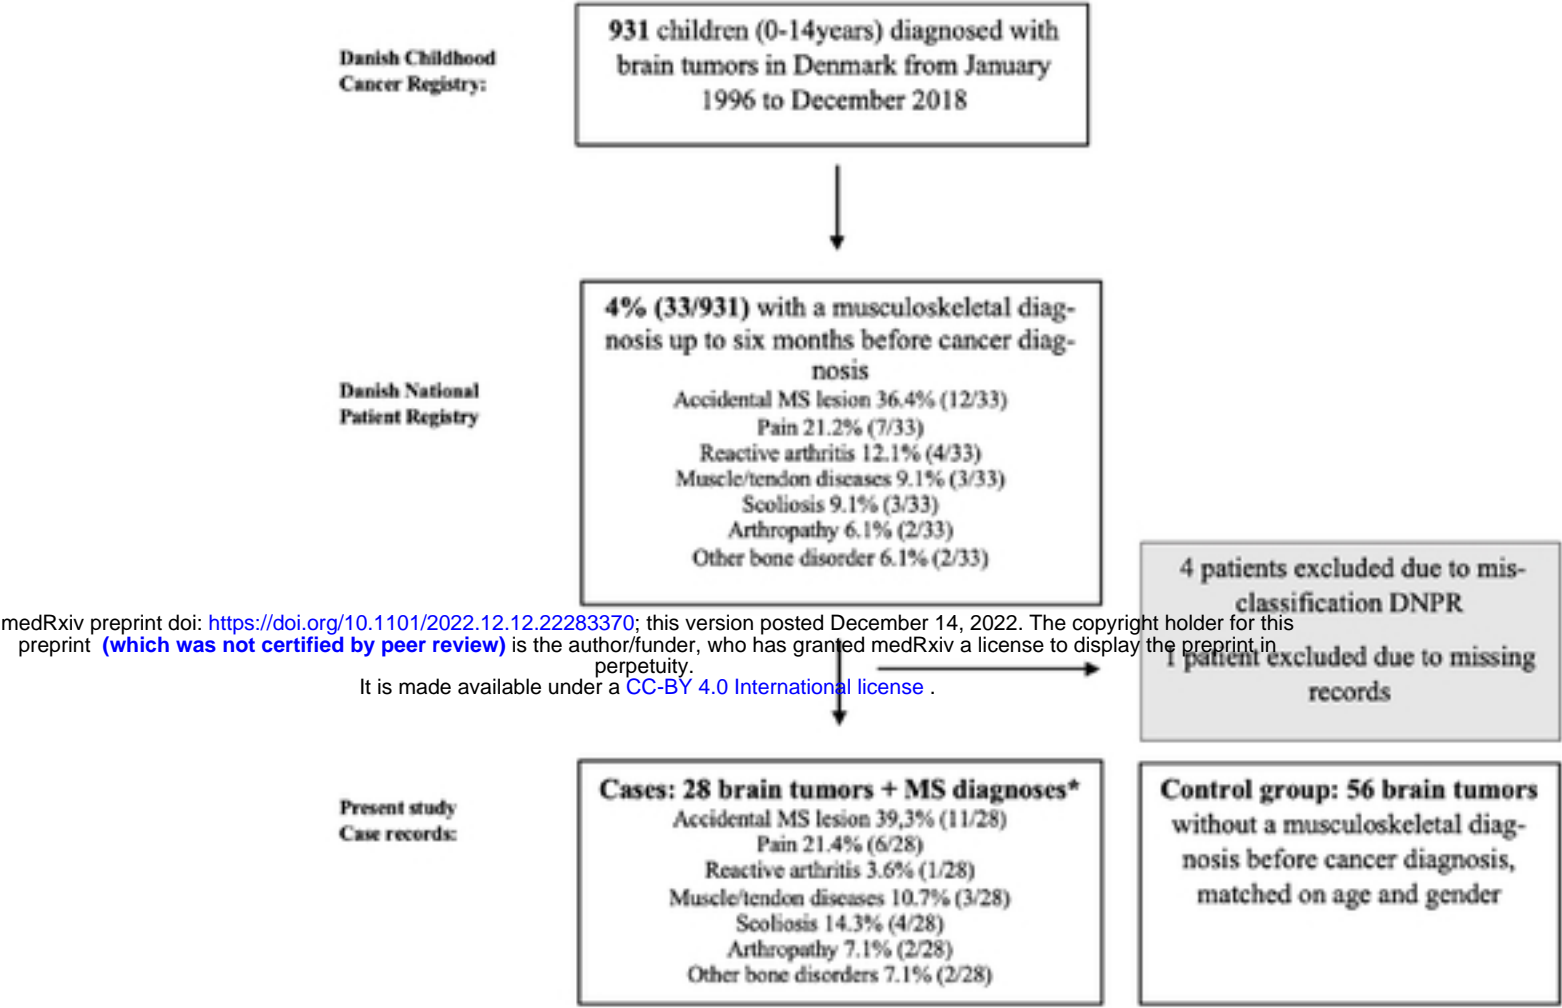 931 children (0-14years) diagnosed with
brain tumors in Denmark from January
1996 to December 2018
Danish Childhood
Cancer Registry:
4% (33/931) with a musculoskeletal diag-
nosis up to six months before cancer diag-
nosis
Accidental MS lesion 36.4% (12/33)
Pain 21.2% (7/33)
Reactive arthritis 12.1% (4/33)
Muscle/tendon diseases 9.1% (3/33)
Scoliosis 9.1% (3/33)
Arthropathy 6.1% (2/33)
Other bone disorder 6.1% (2/33)
Danish National
Patient Registry
4 patients excluded due to mis-
classification DNPR
1 patient excluded due to missing
records
medRxiv preprint doi: https://doi.org/10.1101/2022.12.12.22283370; this version posted December 14, 2022. The copyright holder for this
preprint (which was not certified by peer review) is the author/funder, who has granted medRxiv a license to display the preprint in
perpetuity.
It is made available under a CC-BY 4.0 International license .
Present study
Case records:
Cases: 28 brain tumors + MS diagnoses*
Accidental MS lesion 39,3% (11/28)
Pain 21.4% (6/28)
Reactive arthritis 3.6% (1/28)
Muscle/tendon diseases 10.7% (3/28)
Scoliosis 14.3% (4/28)
Arthropathy 7.1% (2/28)
Other bone disorders 7.1% (2/28)
Control group: 56 brain tumors
without a musculoskeletal diag-
nosis before cancer diagnosis,
matched on age and gender